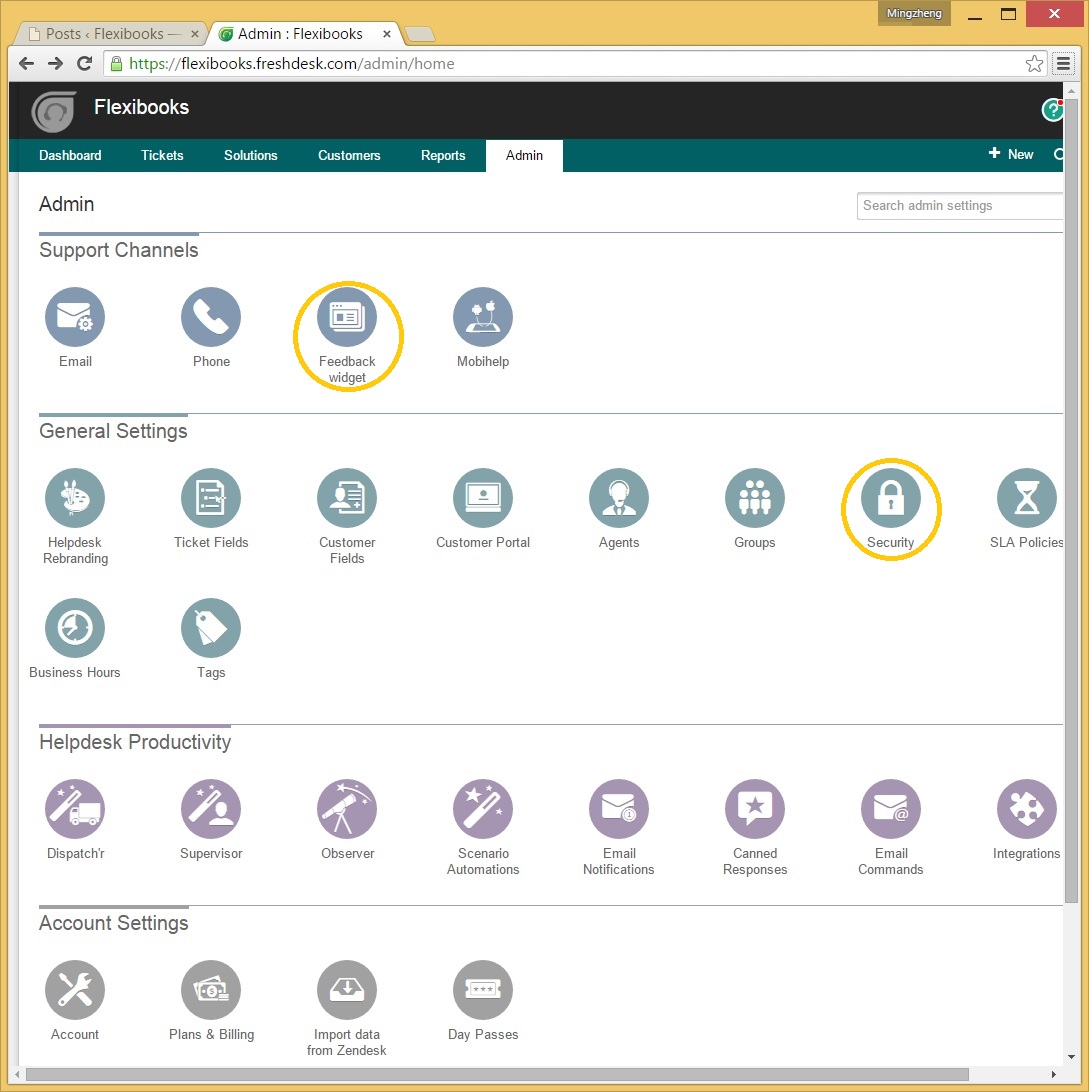 Mingzheng
Posts ‹ Flexibooks —
Admin : Flexibooks
https://flexibooks.freshdesk.com/admin/home
Flexibooks
Dashboard Tickets Solutions Customers Reports Admin + New
Admin
Search admin settings
Support Channels
Email Phone Feedback Mobihelp
widget
General Settings
Helpdesk Ticket Fields Customer Customer Portal Agents Groups Security SLA Policies
Rebranding Fields
Business Hours Tags
Helpdesk Productivity
Dispatch'r Supervisor Observer Scenario Email Canned Email Integrations
Automations Notifications Responses Commands
Account Settings
Account Plans & Billing Import data Day Passes
from Zendesk